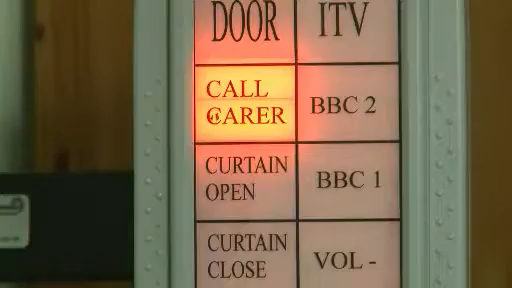 DOOR ITV
CALL
CARER
BBC 2
CURTAIN
OPEN
BBC 1
CURTAIN
CLOSE
VOL -